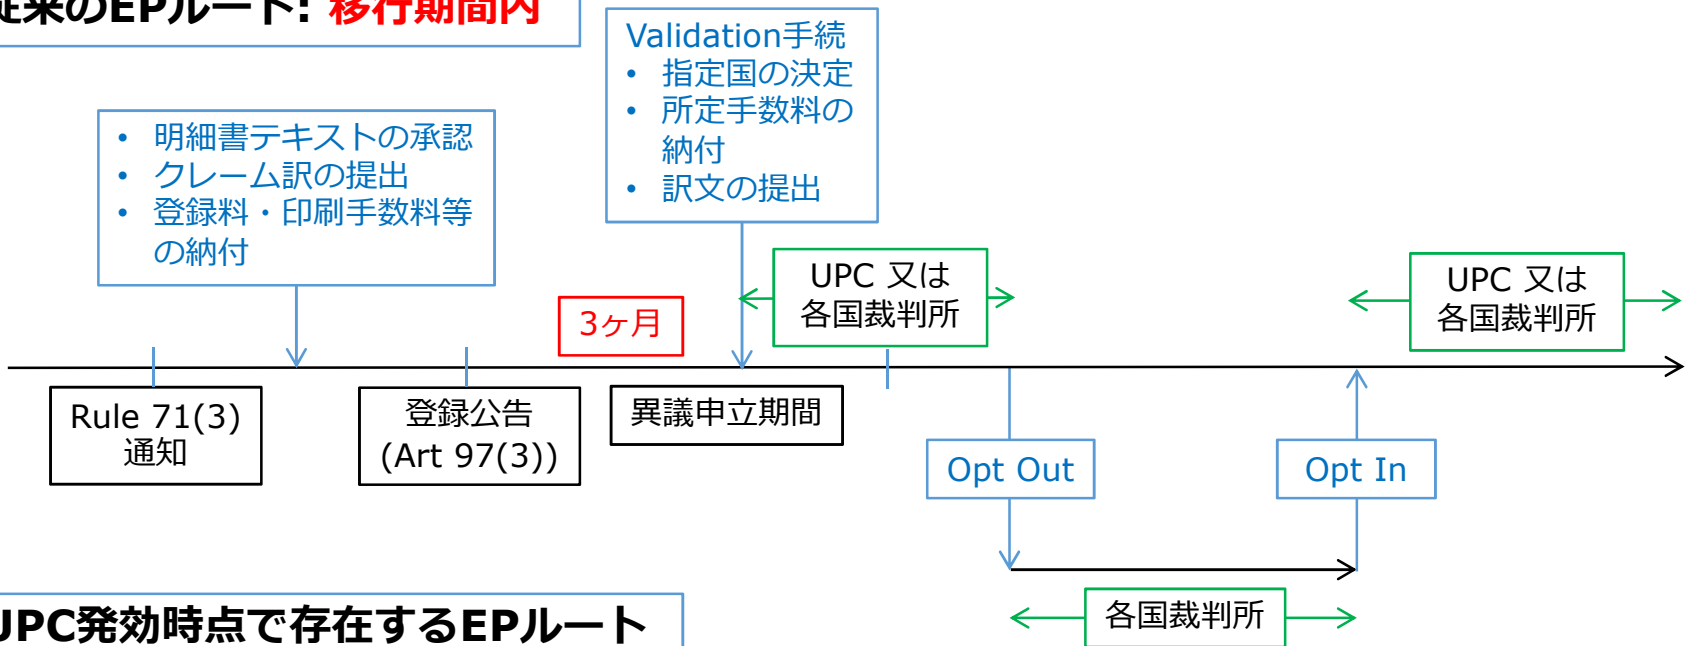 従来のEPルート: 移行期間内
Validation手続
• 指定国の決定
• 所定手数料の
納付
• 訳文の提出
• 明細書テキストの承認
• クレーム訳の提出
• 登録料・印刷手数料等
の納付
3ヶ月
UPC 又は
各国裁判所
UPC 又は
各国裁判所
Rule 71(3)
通知
登録公告
(Art 97(3))
異議申立期間
Opt Out
Opt In
各国裁判所
UPC発効時点で存在するEPルート